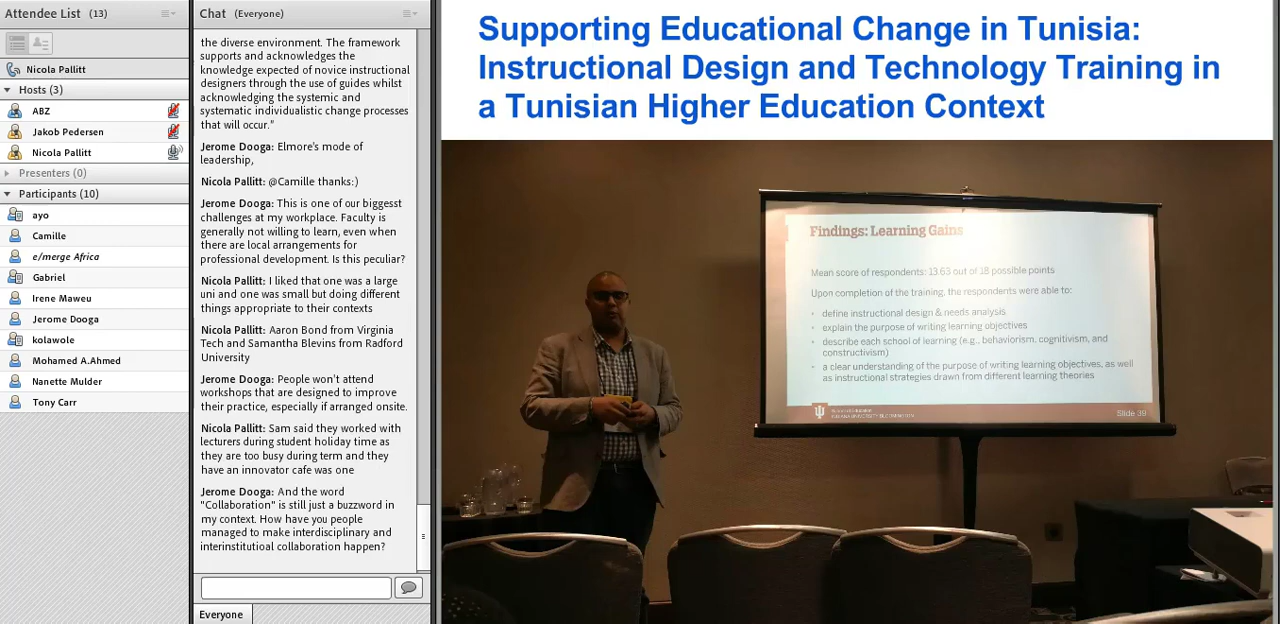 Attendee List (13)
Nicola Pallitt
Hosts (3)
ABZ
Jakob Pedersen
Nicola Pallitt
Presenters (0)
Participants (10)
ayo
Camille
e/merge Africa
Gabriel
Irene Maweu
Jerome Dooga
kolawole
Mohamed A.Ahmed
Nanette Mulder
Tony Carr
Chat (Everyone)
the diverse environment. The framework
supports and acknowledges the
knowledge expected of novice instructional
designers through the use of guides whilst
acknowledging the systemic and
systematic individualistic change processes
that will occur."
Jerome Dooga: Elmore's mode of
leadership,
Nicola Pallitt: @Camille thanks:)
Jerome Dooga: This is one of our biggesst
challenges at my workplace. Faculty is
generally not willing to learn, even when
there are local arrangements for
professional development. Is this peculiar?
Nicola Pallitt: I liked that one was a large
uni and one was small but doing different
things appropriate to their contexts
Nicola Pallitt: Aaron Bond from Virginia
Tech and Samantha Blevins from Radford
University
Jerome Dooga: People won't attend
workshops that are designed to improve
their practice, especially if arranged onsite.
Nicola Pallitt: Sam said they worked with
lecturers during student holiday time as
they are too busy during term and they
have an innovator cafe was one
Jerome Dooga: And the word
"Collaboration" is still just a buzzword in
my context. How have you people
managed to make interdisciplinary and
interinstitutioal collaboration happen?
Everyone
Supporting Educational Change in Tunisia:
Instructional Design and Technology Training in
a Tunisian Higher Education Context
Findings: Learning Gains
Mean score of respondents: 13.63 out of 18 possible points
Upon completion of the training, the respondents were able to:
• define instructional design & needs analysis
• explain the purpose of writing learning objectives
• describe each school of learning (e.g., behaviorism, cognitivism, and
constructivism)
• a clear understanding of the purpose of writing learning objectives, as well
as instructional strategies drawn from different learning theories
INDIANA UNIVERSITY BLOOMINGTON
Slide 39